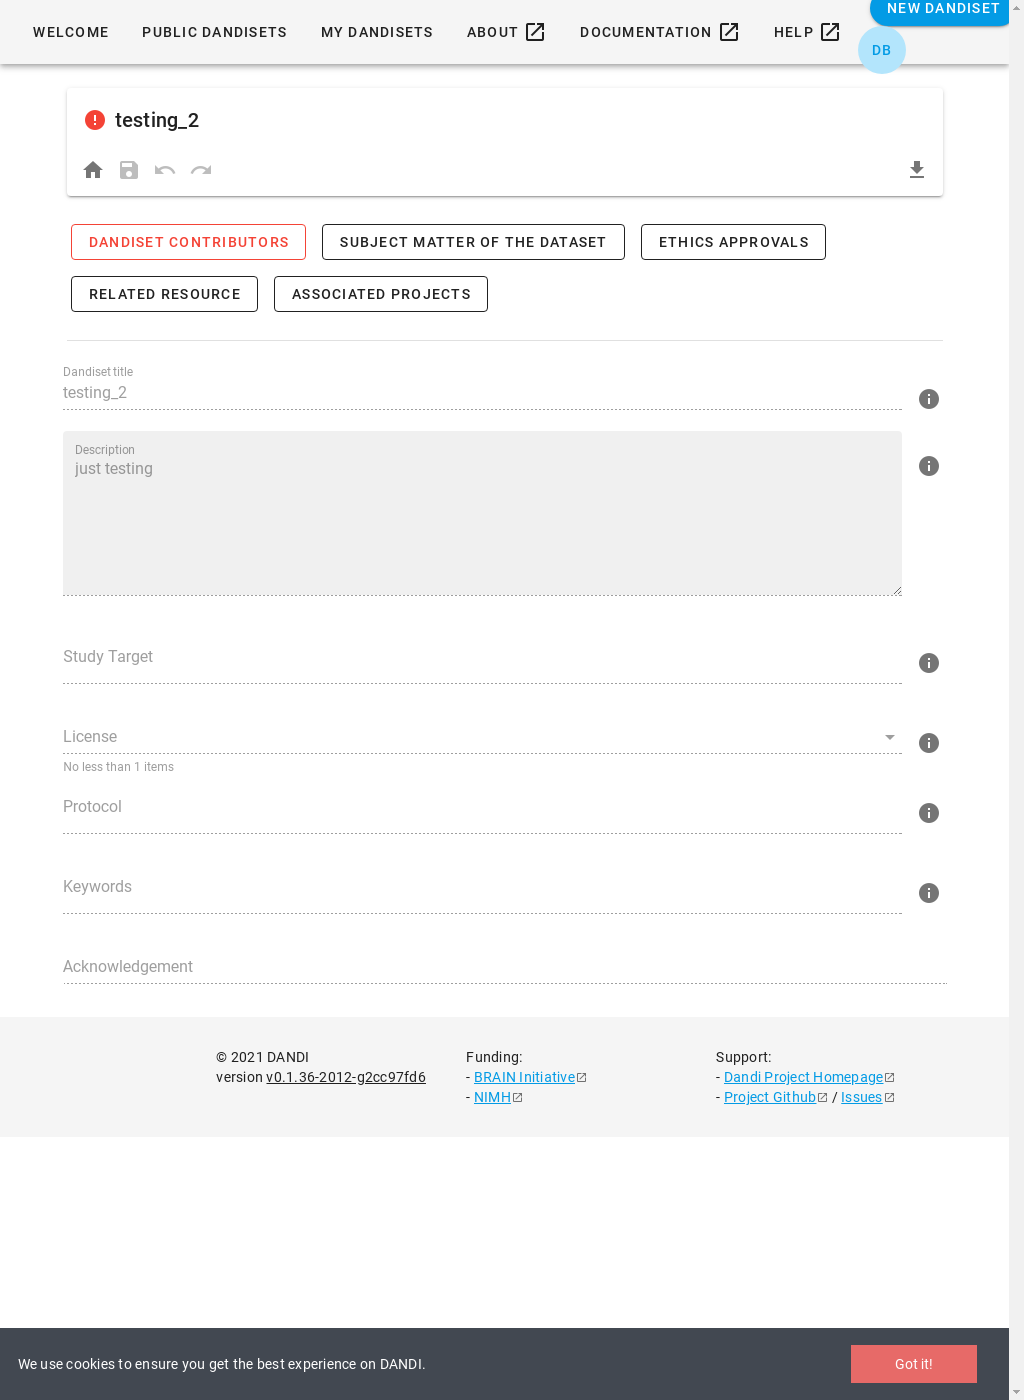 WELCOME PUBLIC DANDISETS MY DANDISETS ABOUT DOCUMENTATION HELP NEW DANDISET
DB
testing_2
DANDISET CONTRIBUTORS SUBJECT MATTER OF THE DATASET ETHICS APPROVALS
RELATED RESOURCE ASSOCIATED PROJECTS
Dandiset title
testing_2
Description
just testing
Study Target
License
No less than 1 items
Protocol
Keywords
Acknowledgement
© 2021 DANDI
version v0.1.36-2012-g2cc97fd6
Funding:
- BRAIN Initiative
- NIMH
Support:
- Dandi Project Homepage
- Project Github / Issues
We use cookies to ensure you get the best experience on DANDI.
Got it!